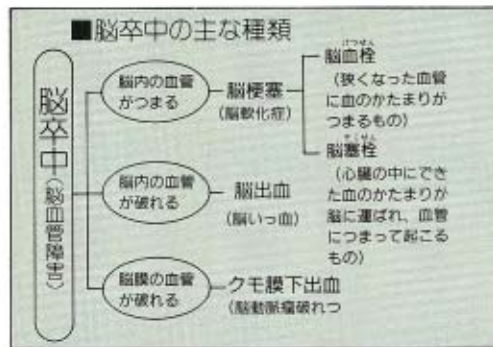 ■脳卒中の主な種類
脳卒中(脳血管障害)
脳内の血管
がつまる
脳梗塞
(脳軟化症)
けっせん
脳血栓
(狭くなった血管
に血のかたまりが
つまるもの)
そくせん
脳塞栓
(心臓の中にでき
た血のかたまりが
脳に運ばれ、血管
につまって起こる
もの)
脳内の血管
が破れる
脳出血
(脳いっ血)
脳膜の血管
が破れる
クモ膜下出血
(脳動脈瘤破れつ